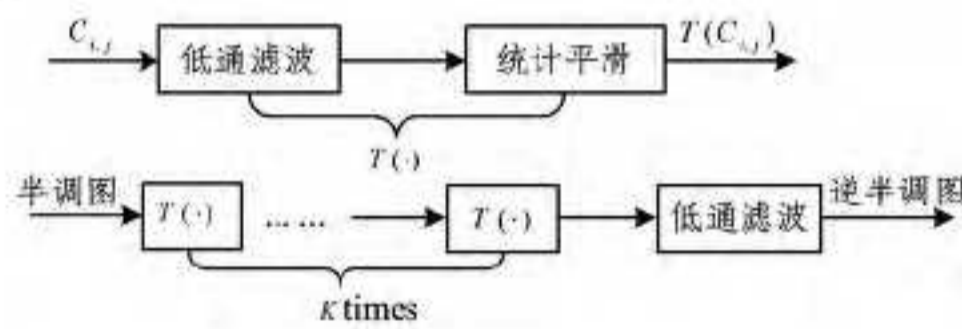 C_{i,j} 低通滤波 统计平滑 T(C_{i,j})
T(·)
半调图 T(·) ...... T(·) 低通滤波 逆半调图
K times